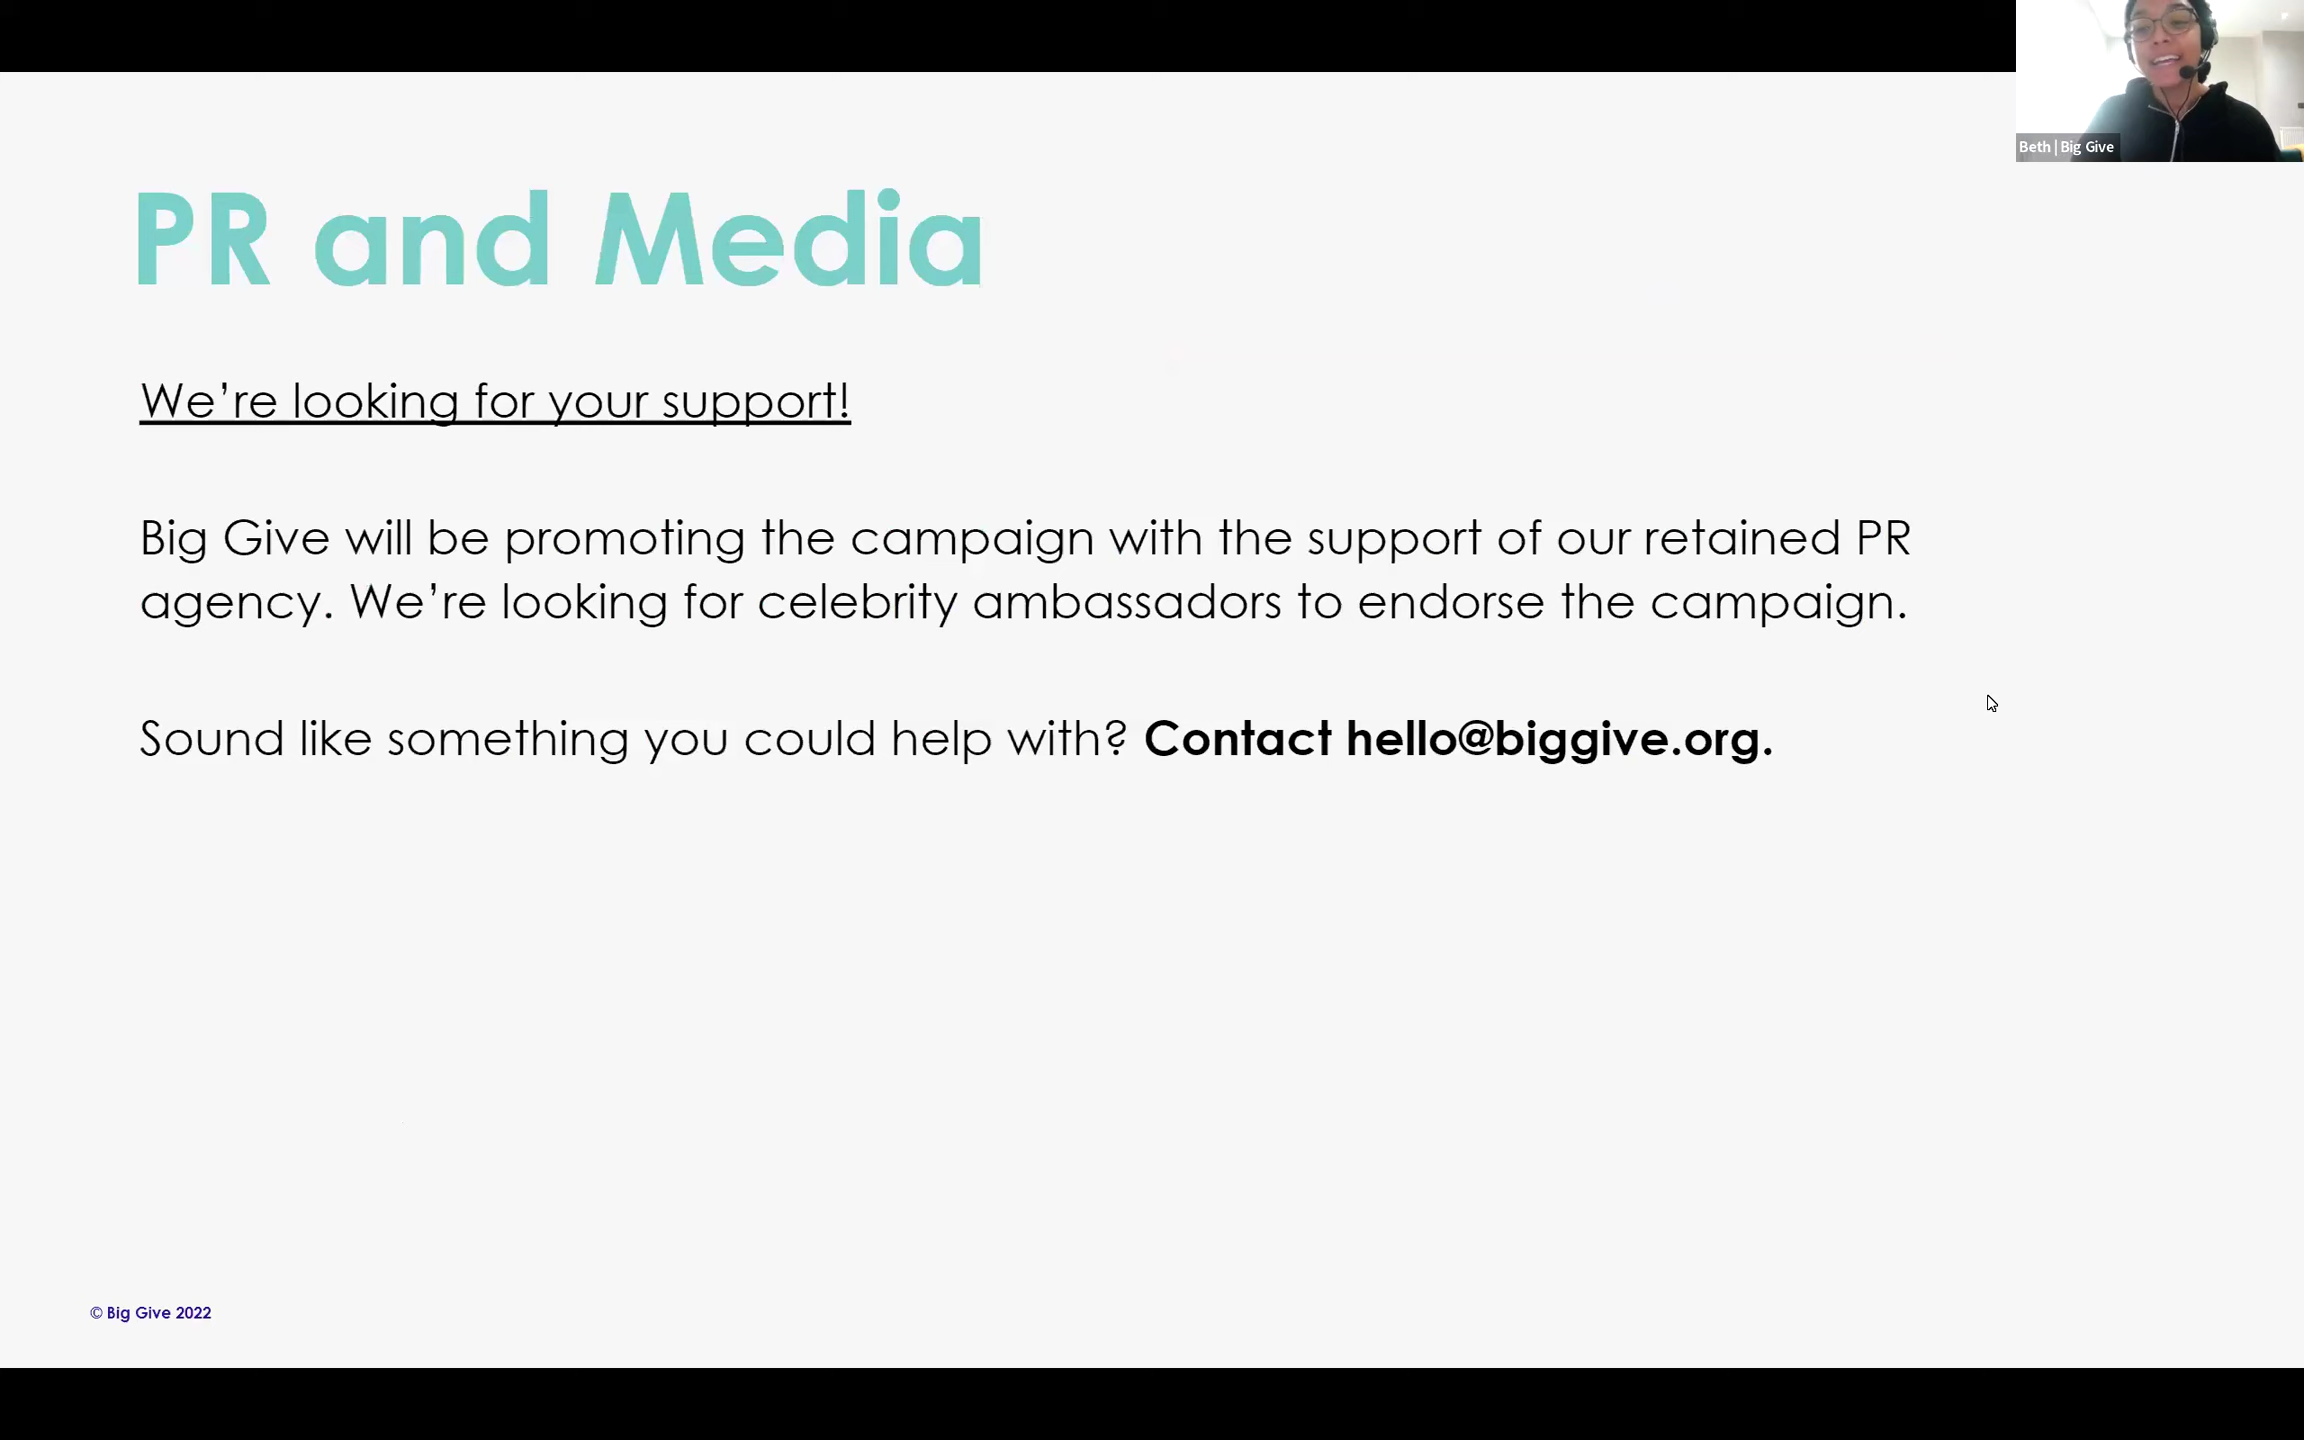 Beth | Big Give
PR and Media
We’re looking for your support!
Big Give will be promoting the campaign with the support of our retained PR
agency. We’re looking for celebrity ambassadors to endorse the campaign.
Sound like something you could help with? Contact hello@biggive.org.
© Big Give 2022